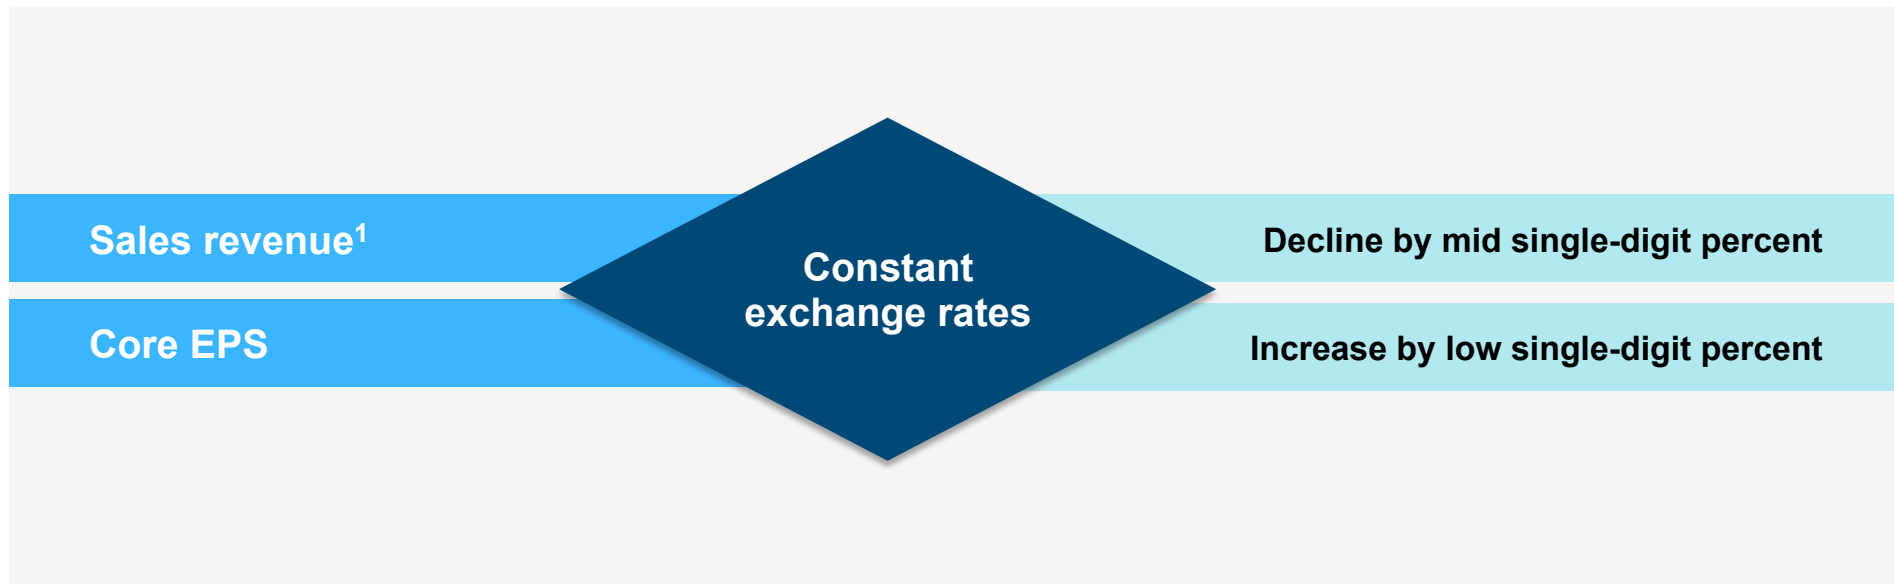 Sales revenue¹
Decline by mid single-digit percent
Constant
exchange rates
Core EPS
Increase by low single-digit percent